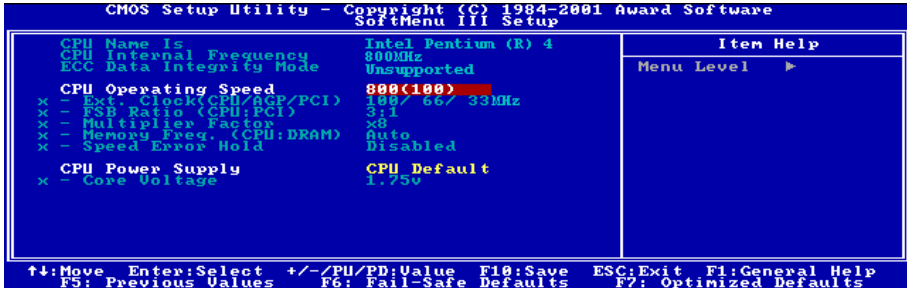 CMOS Setup Utility - Copyright (C) 1984-2001 Award Software
SoftMenu III Setup
CPU Name Is Intel Pentium (R) 4
CPU Internal Frequency 800MHz
ECC Data Integrity Mode Unsupported
CPU Operating Speed 800(100)
x - Ext. Clock(CPU/AGP/PCI) 100/ 66/ 33MHz
x - FSB Ratio (CPU:PCI) 3:1
x - Multiplier Factor x8
x - Memory Freq. (CPU:DRAM) Auto
x - Speed Error Hold Disabled
CPU Power Supply CPU Default
x - Core Voltage 1.75v
Item Help
Menu Level ►
↑↓:Move Enter:Select +/-/PU/PD:Value F10:Save ESC:Exit F1:General Help
F5: Previous Values F6: Fail-Safe Defaults F7: Optimized Defaults